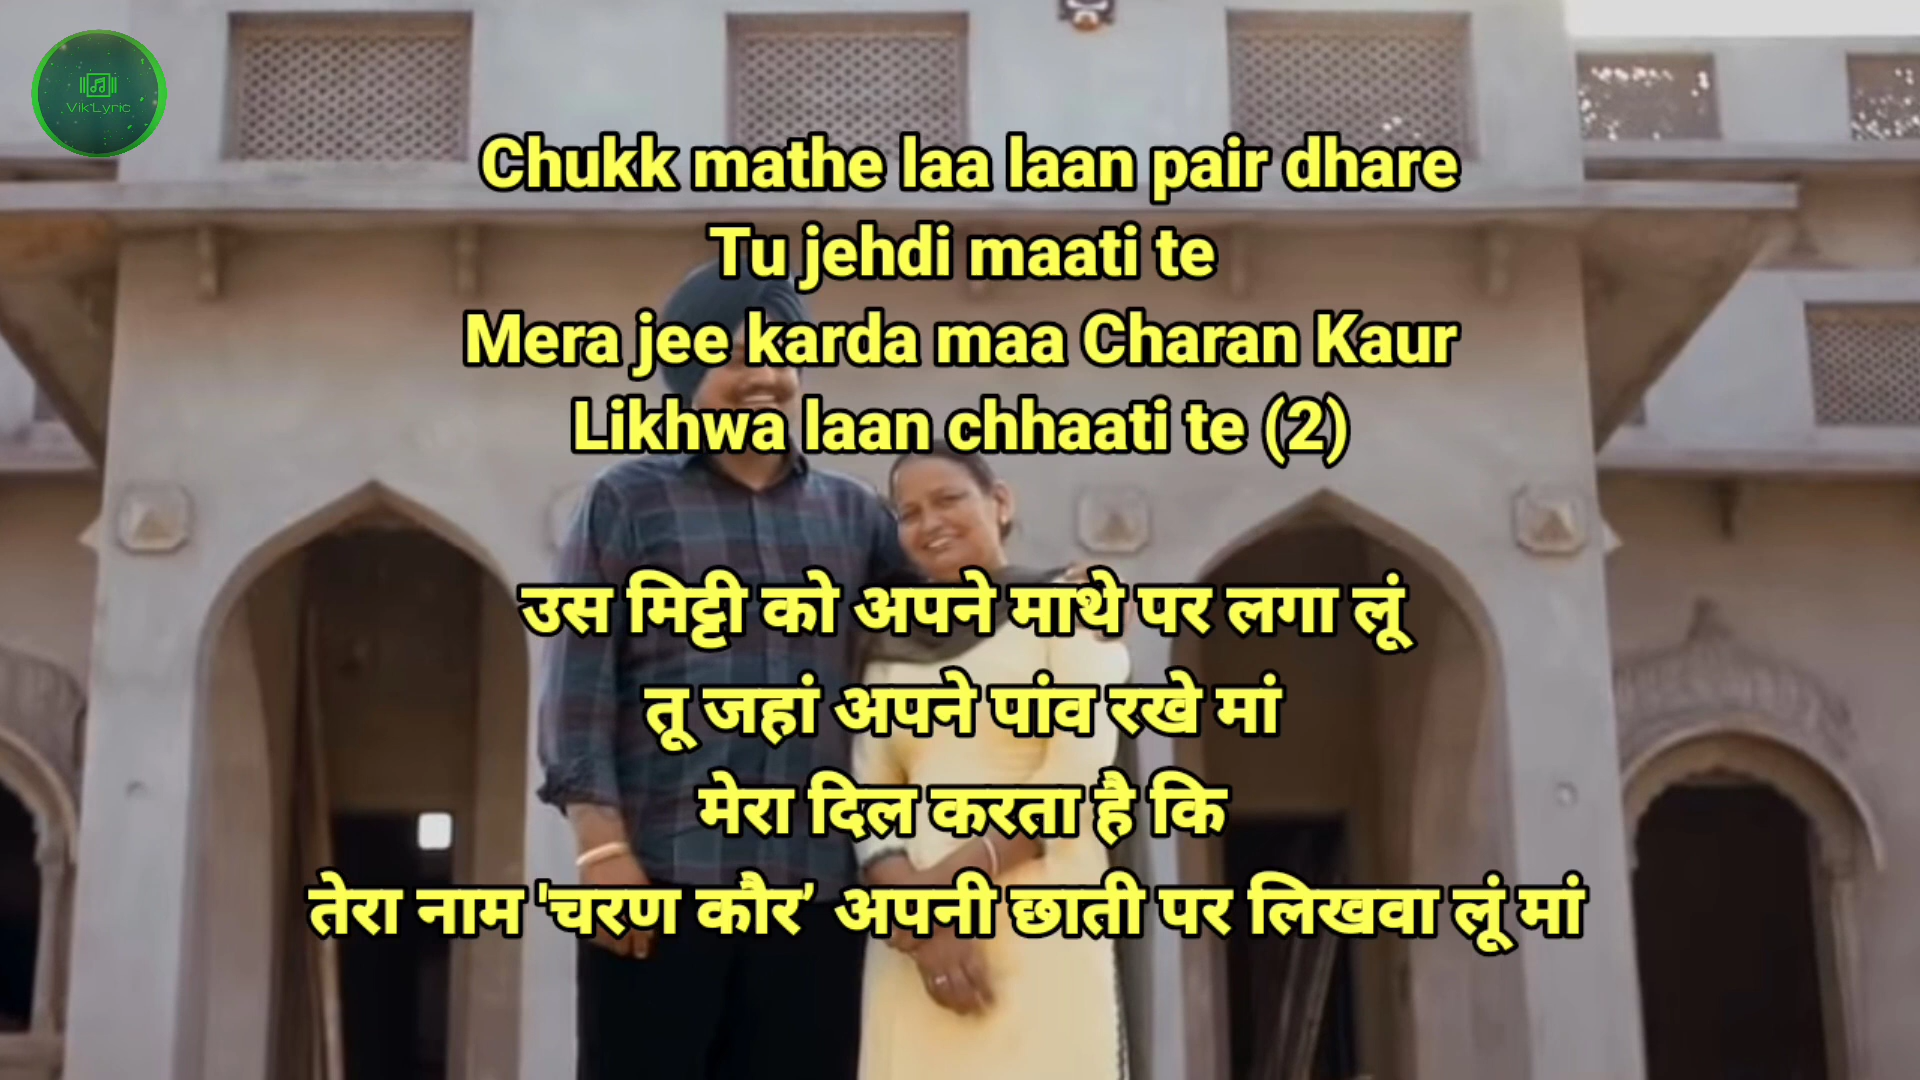 Vik'Lyric
Chukk mathe laa laan pair dhare
Tu jehdi maati te
Mera jee karda maa Charan Kaur
Likhwa laan chhaati te (2)
उस मिट्टी को अपने माथे पर लगा लूं
तू जहां अपने पांव रखे मां
मेरा दिल करता है कि
तेरा नाम 'चरण कौर’ अपनी छाती पर लिखवा लूं मां